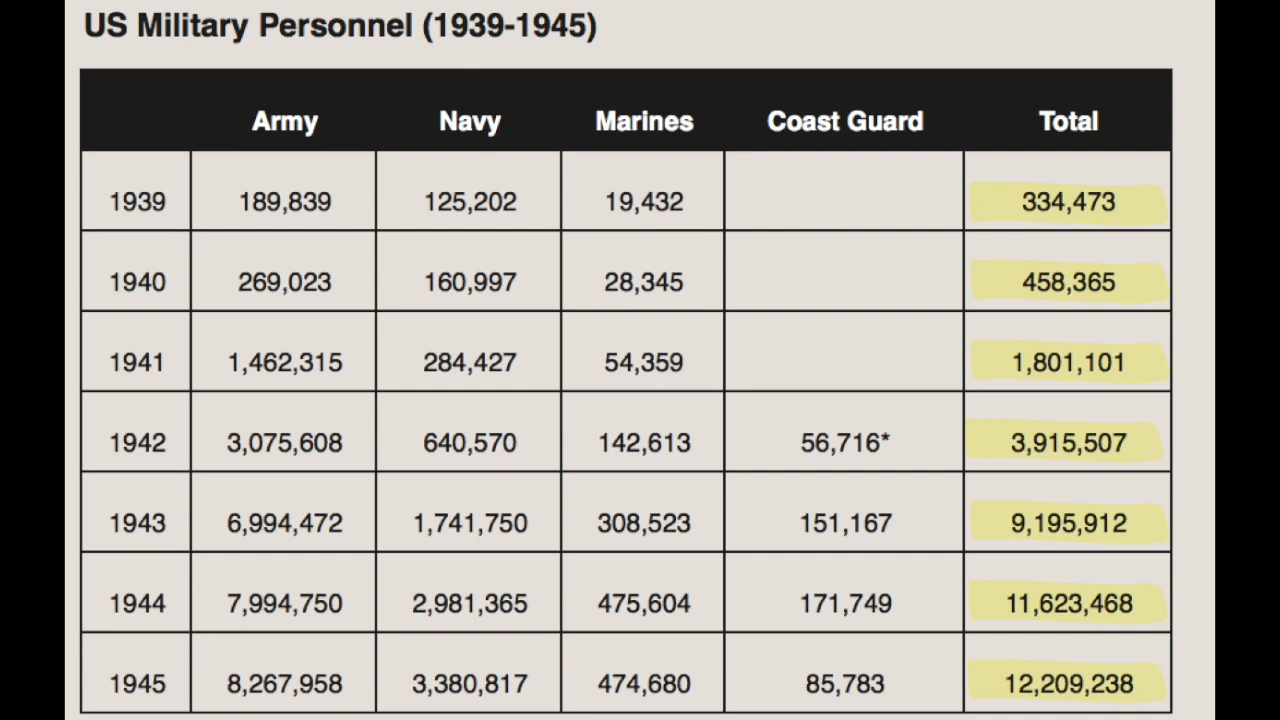 US Military Personnel (1939-1945)
Army Navy Marines Coast Guard Total
1939 189,839 125,202 19,432 334,473
1940 269,023 160,997 28,345 458,365
1941 1,462,315 284,427 54,359 1,801,101
1942 3,075,608 640,570 142,613 56,716* 3,915,507
1943 6,994,472 1,741,750 308,523 151,167 9,195,912
1944 7,994,750 2,981,365 475,604 171,749 11,623,468
1945 8,267,958 3,380,817 474,680 85,783 12,209,238